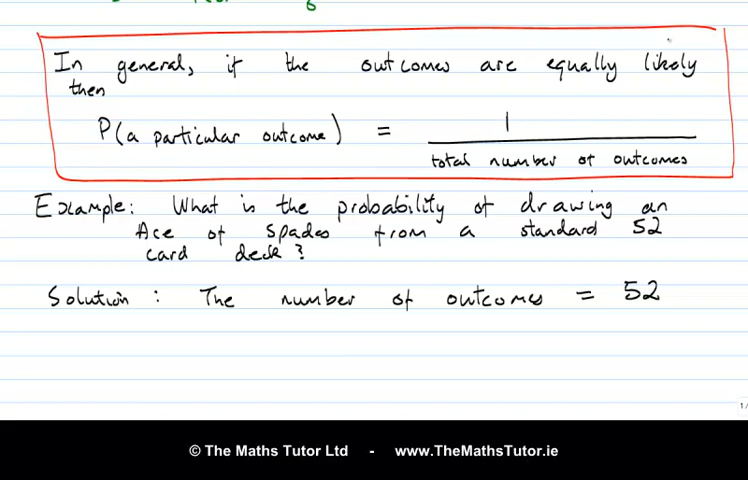 In general, if the outcomes are equally likely
then
P(a particular outcome) = 1 / total number of outcomes
Example: What is the probability of drawing an
Ace of Spades from a standard 52
card deck?
Solution: The number of outcomes = 52
1/
© The Maths Tutor Ltd - www.TheMathsTutor.ie